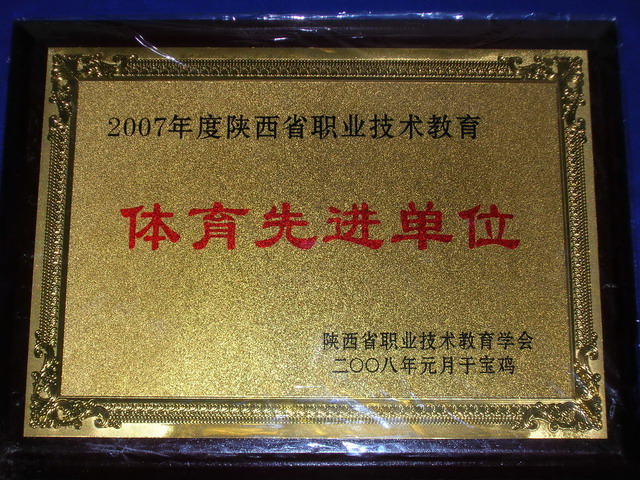 2007年度陕西省职业技术教育
体育先进单位
陕西省职业技术教育学会
二〇〇八年元月于宝鸡